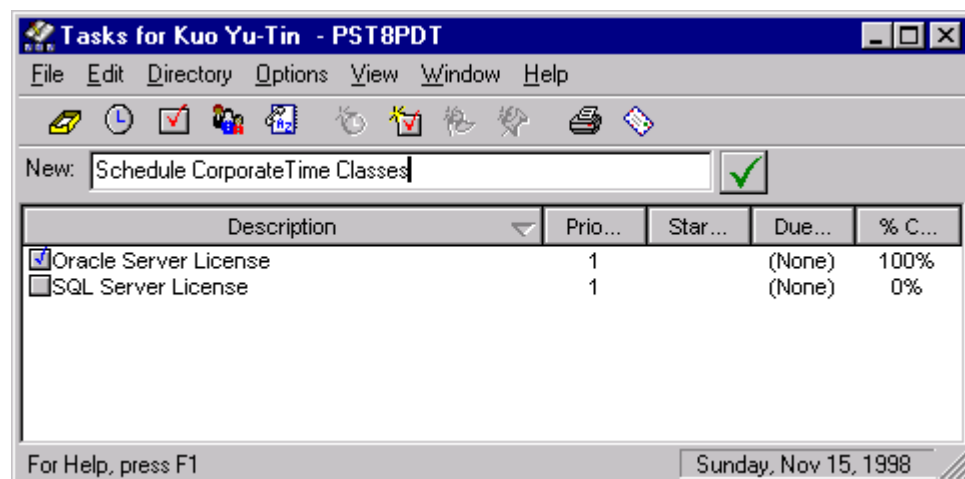 Tasks for Kuo Yu-Tin - PST8PDT
File Edit Directory Options View Window Help
New: Schedule CorporateTime Classes
Description Prio... Star... Due... % C...
Oracle Server License 1 (None) 100%
SQL Server License 1 (None) 0%
For Help, press F1 Sunday, Nov 15, 1998